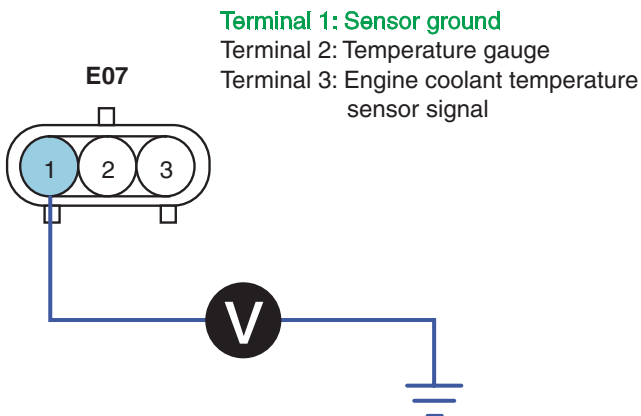 Terminal 1: Sensor ground
Terminal 2: Temperature gauge
Terminal 3: Engine coolant temperature
sensor signal
E07
1 2 3
V